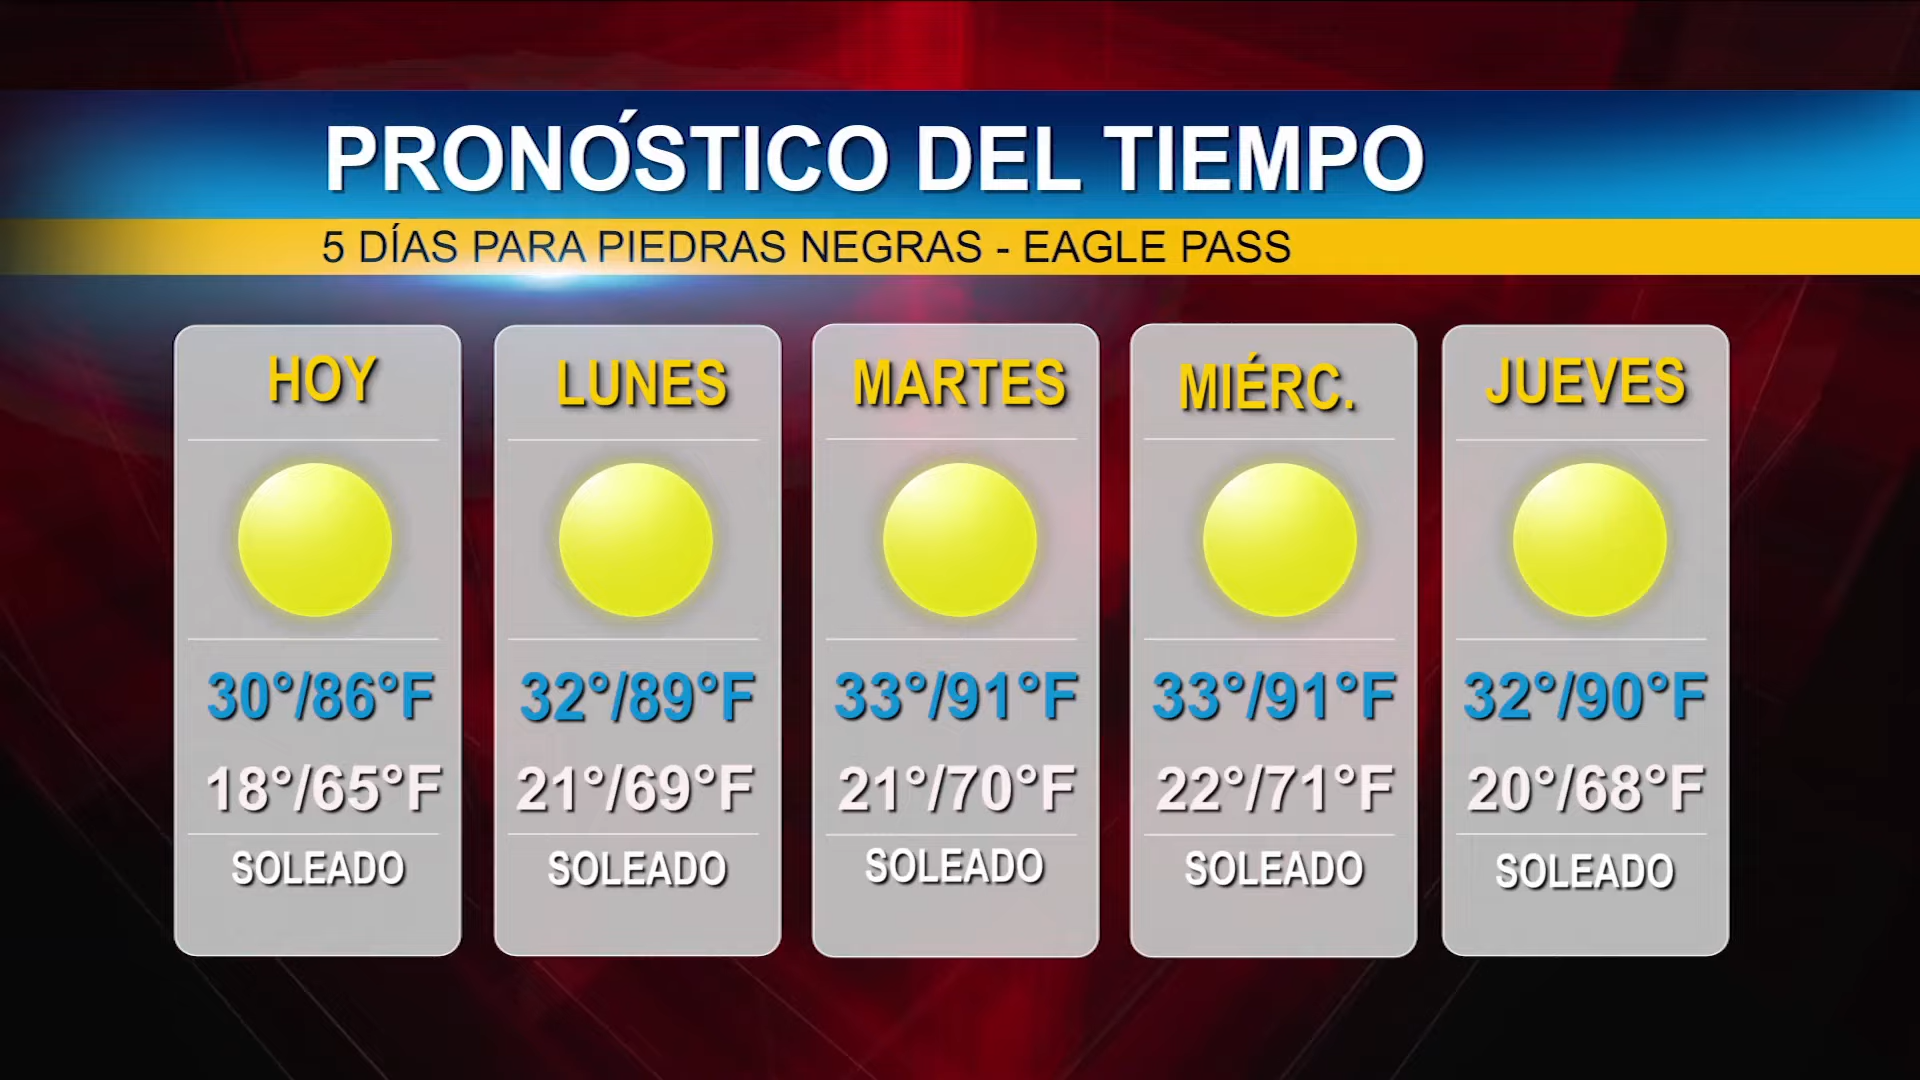 PRONÓSTICO DEL TIEMPO
5 DÍAS PARA PIEDRAS NEGRAS - EAGLE PASS
HOY
30°/86°F
18°/65°F
SOLEADO
LUNES
32°/89°F
21°/69°F
SOLEADO
MARTES
33°/91°F
21°/70°F
SOLEADO
MIÉRC.
33°/91°F
22°/71°F
SOLEADO
JUEVES
32°/90°F
20°/68°F
SOLEADO